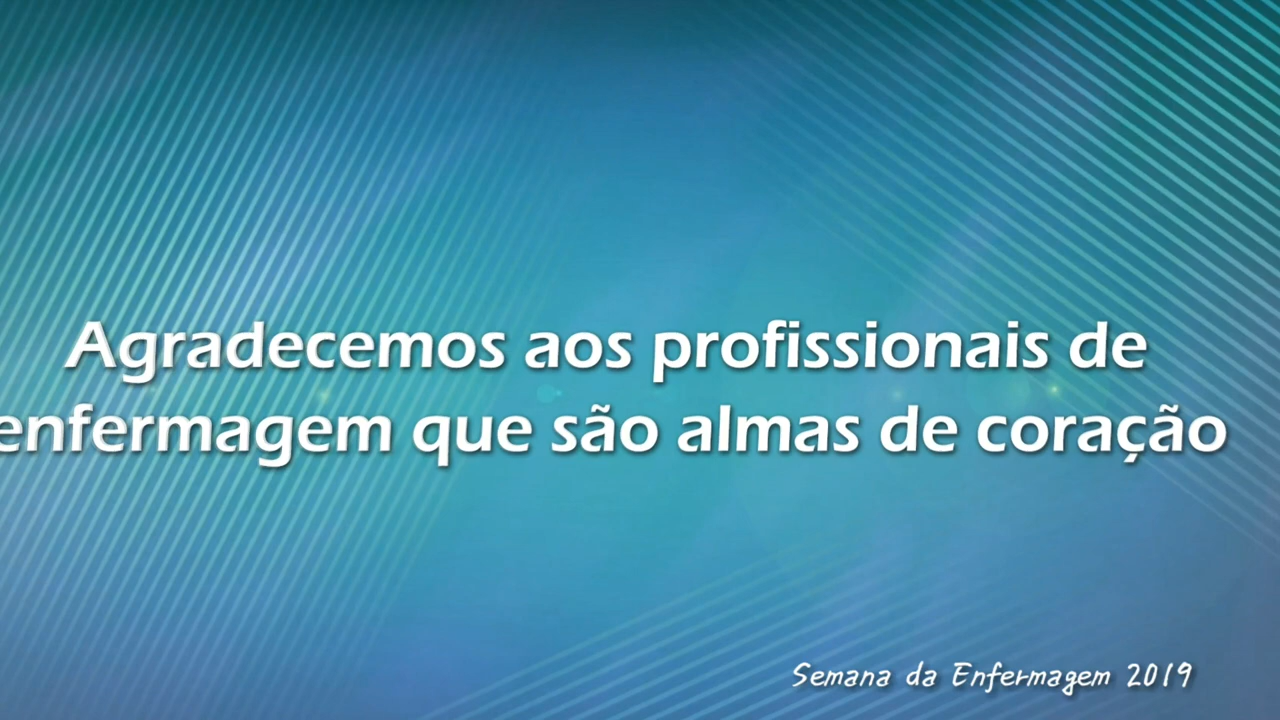 Agradecemos aos profissionais de
enfermagem que são almas de coração
Semana da Enfermagem 2019